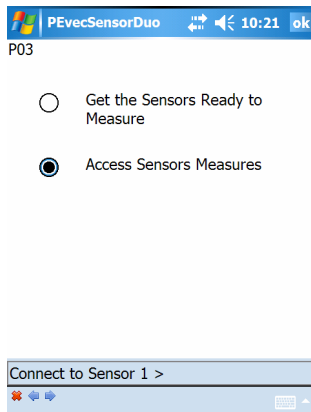 PEvecSensorDuo 10:21 ok
P03
Get the Sensors Ready to
Measure
Access Sensors Measures
Connect to Sensor 1 >